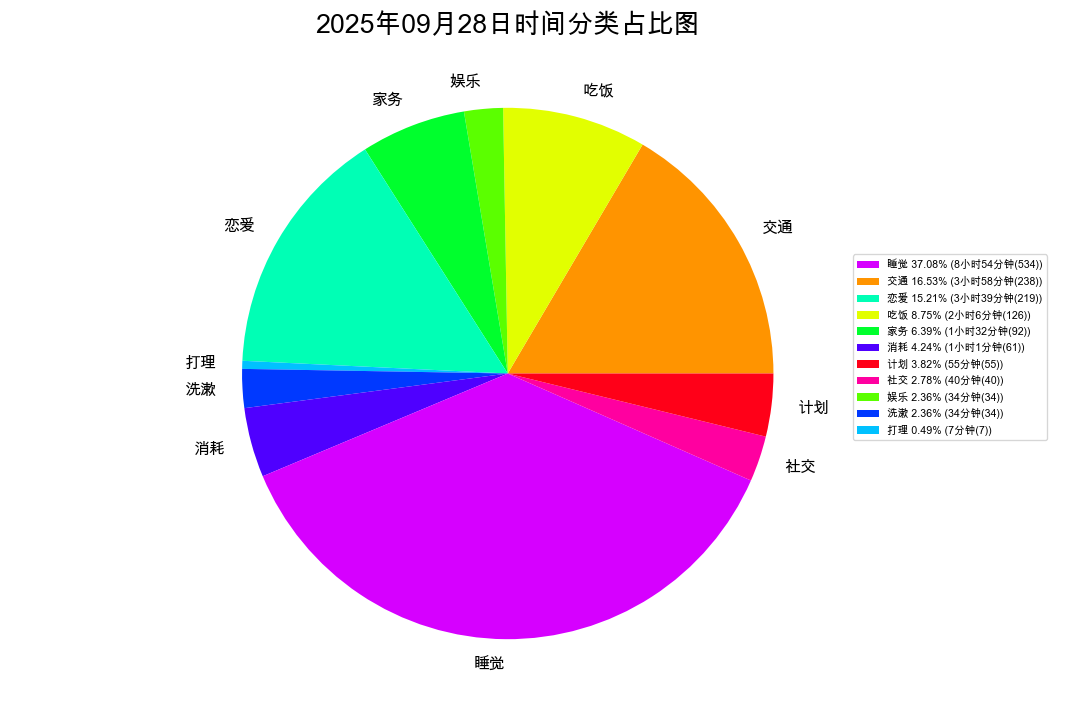 2025年09月28日时间分类占比图
娱乐
吃饭
家务
恋爱
交通
打理
洗漱
消耗
计划
社交
睡觉
睡觉 37.08% (8小时54分钟(534))
交通 16.53% (3小时58分钟(238))
恋爱 15.21% (3小时39分钟(219))
吃饭 8.75% (2小时6分钟(126))
家务 6.39% (1小时32分钟(92))
消耗 4.24% (1小时1分钟(61))
计划 3.82% (55分钟(55))
社交 2.78% (40分钟(40))
娱乐 2.36% (34分钟(34))
洗漱 2.36% (34分钟(34))
打理 0.49% (7分钟(7))